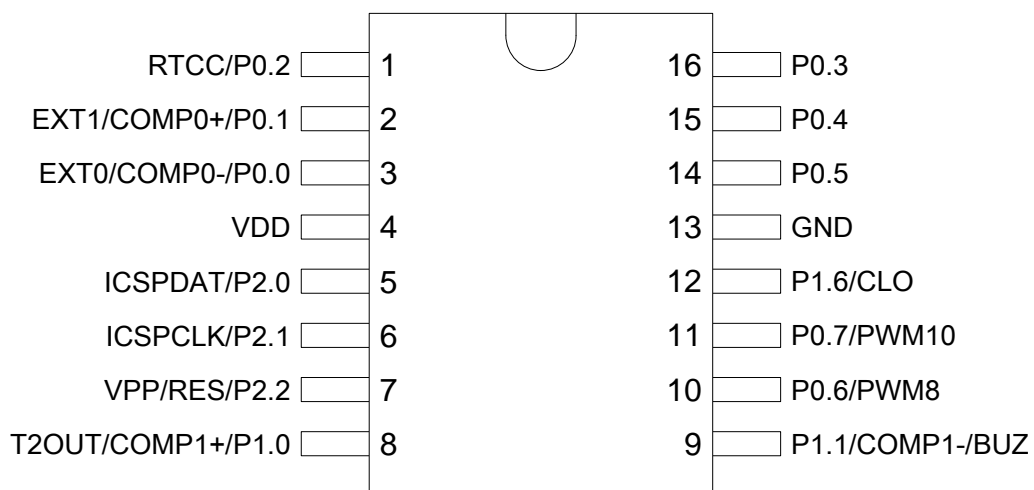 RTCC/P0.2 1 16 P0.3
EXT1/COMP0+/P0.1 2 15 P0.4
EXT0/COMP0-/P0.0 3 14 P0.5
VDD 4 13 GND
ICSPDAT/P2.0 5 12 P1.6/CLO
ICSPCLK/P2.1 6 11 P0.7/PWM10
VPP/RES/P2.2 7 10 P0.6/PWM8
T2OUT/COMP1+/P1.0 8 9 P1.1/COMP1-/BUZ